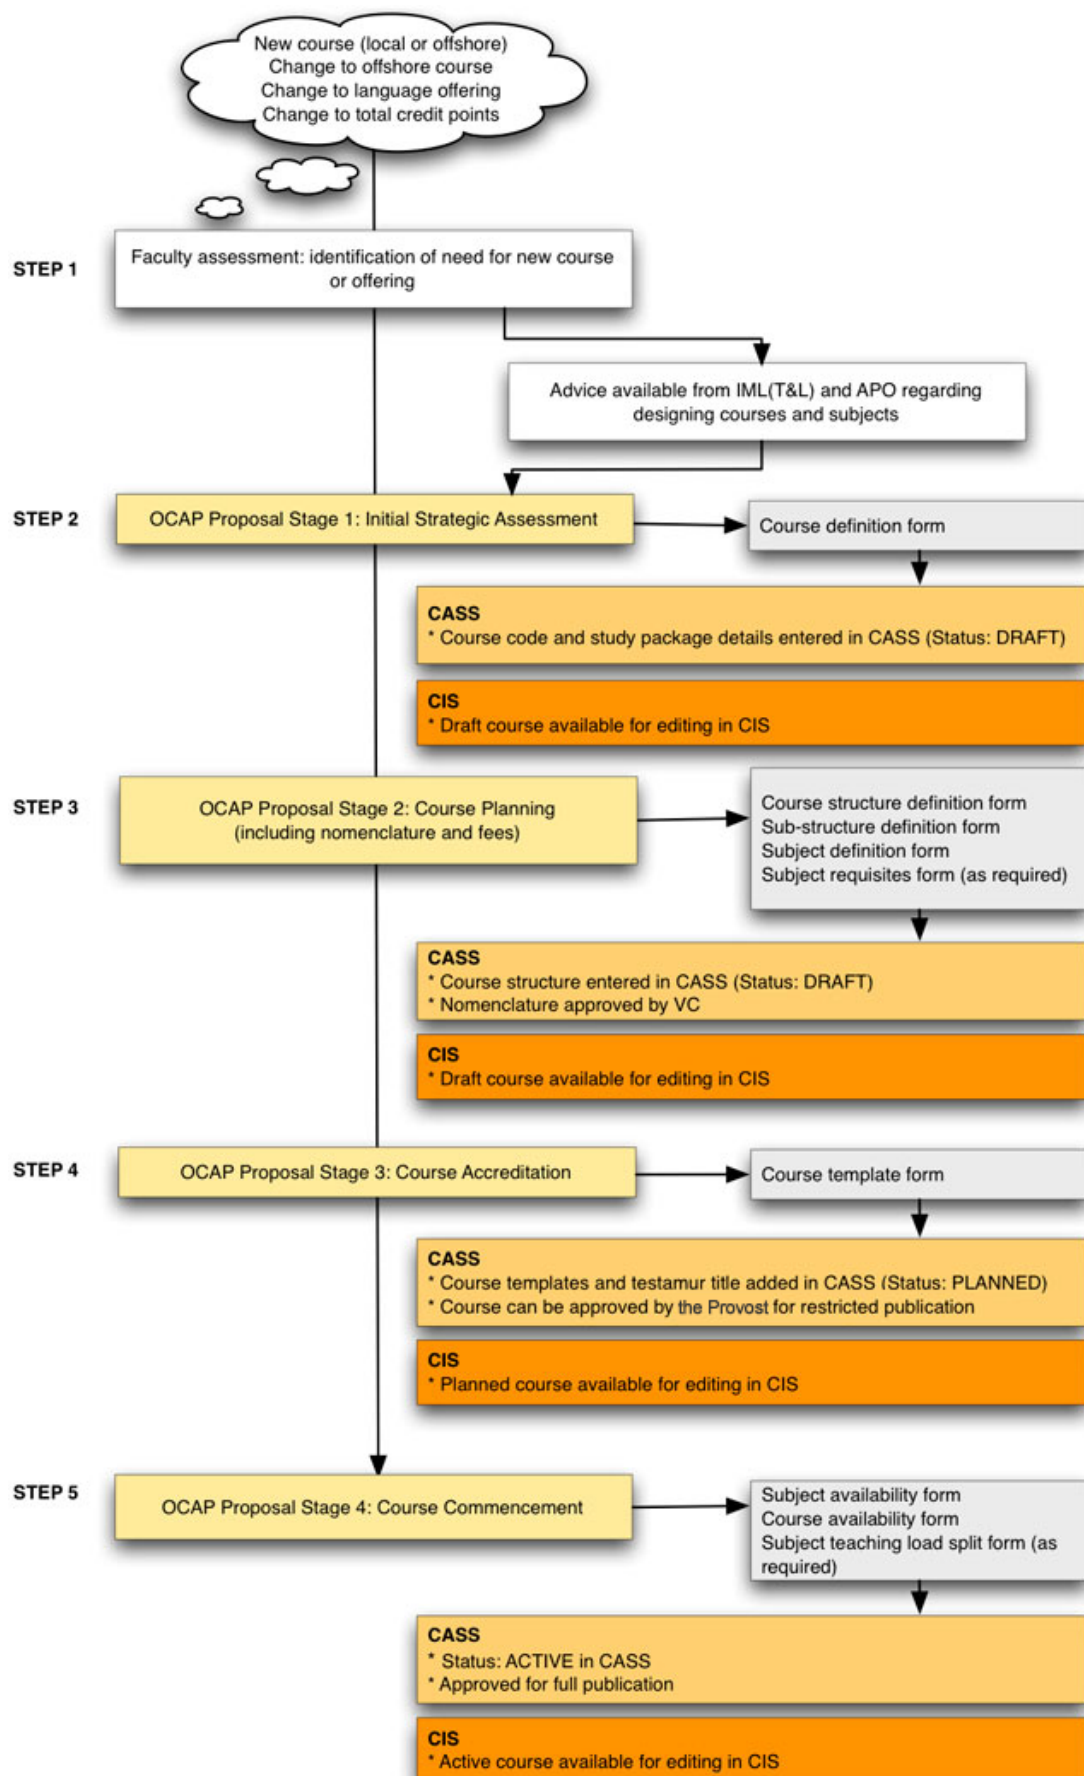 New course (local or offshore)
Change to offshore course
Change to language offering
Change to total credit points
STEP 1
Faculty assessment: identification of need for new course
or offering
Advice available from IML(T&L) and APO regarding
designing courses and subjects
STEP 2
OCAP Proposal Stage 1: Initial Strategic Assessment
Course definition form
CASS
* Course code and study package details entered in CASS (Status: DRAFT)
CIS
* Draft course available for editing in CIS
STEP 3
OCAP Proposal Stage 2: Course Planning
(including nomenclature and fees)
Course structure definition form
Sub-structure definition form
Subject definition form
Subject requisites form (as required)
CASS
* Course structure entered in CASS (Status: DRAFT)
* Nomenclature approved by VC
CIS
* Draft course available for editing in CIS
STEP 4
OCAP Proposal Stage 3: Course Accreditation
Course template form
CASS
* Course templates and testamur title added in CASS (Status: PLANNED)
* Course can be approved by the Provost for restricted publication
CIS
* Planned course available for editing in CIS
STEP 5
OCAP Proposal Stage 4: Course Commencement
Subject availability form
Course availability form
Subject teaching load split form (as
required)
CASS
* Status: ACTIVE in CASS
* Approved for full publication
CIS
* Active course available for editing in CIS